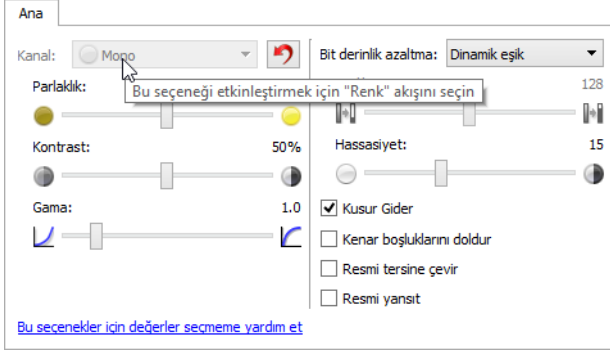 Ana
Kanal: Mono
Bit derinlik azaltma: Dinamik eşik
Parlaklık:
Bu seçeneği etkinleştirmek için "Renk" akışını seçin
128
Kontrast: 50%
Hassasiyet: 15
Gama: 1.0
Kusur Gider
Kenar boşluklarını doldur
Resmi tersine çevir
Resmi yansıt
Bu seçenekler için değerler seçmeme yardım et